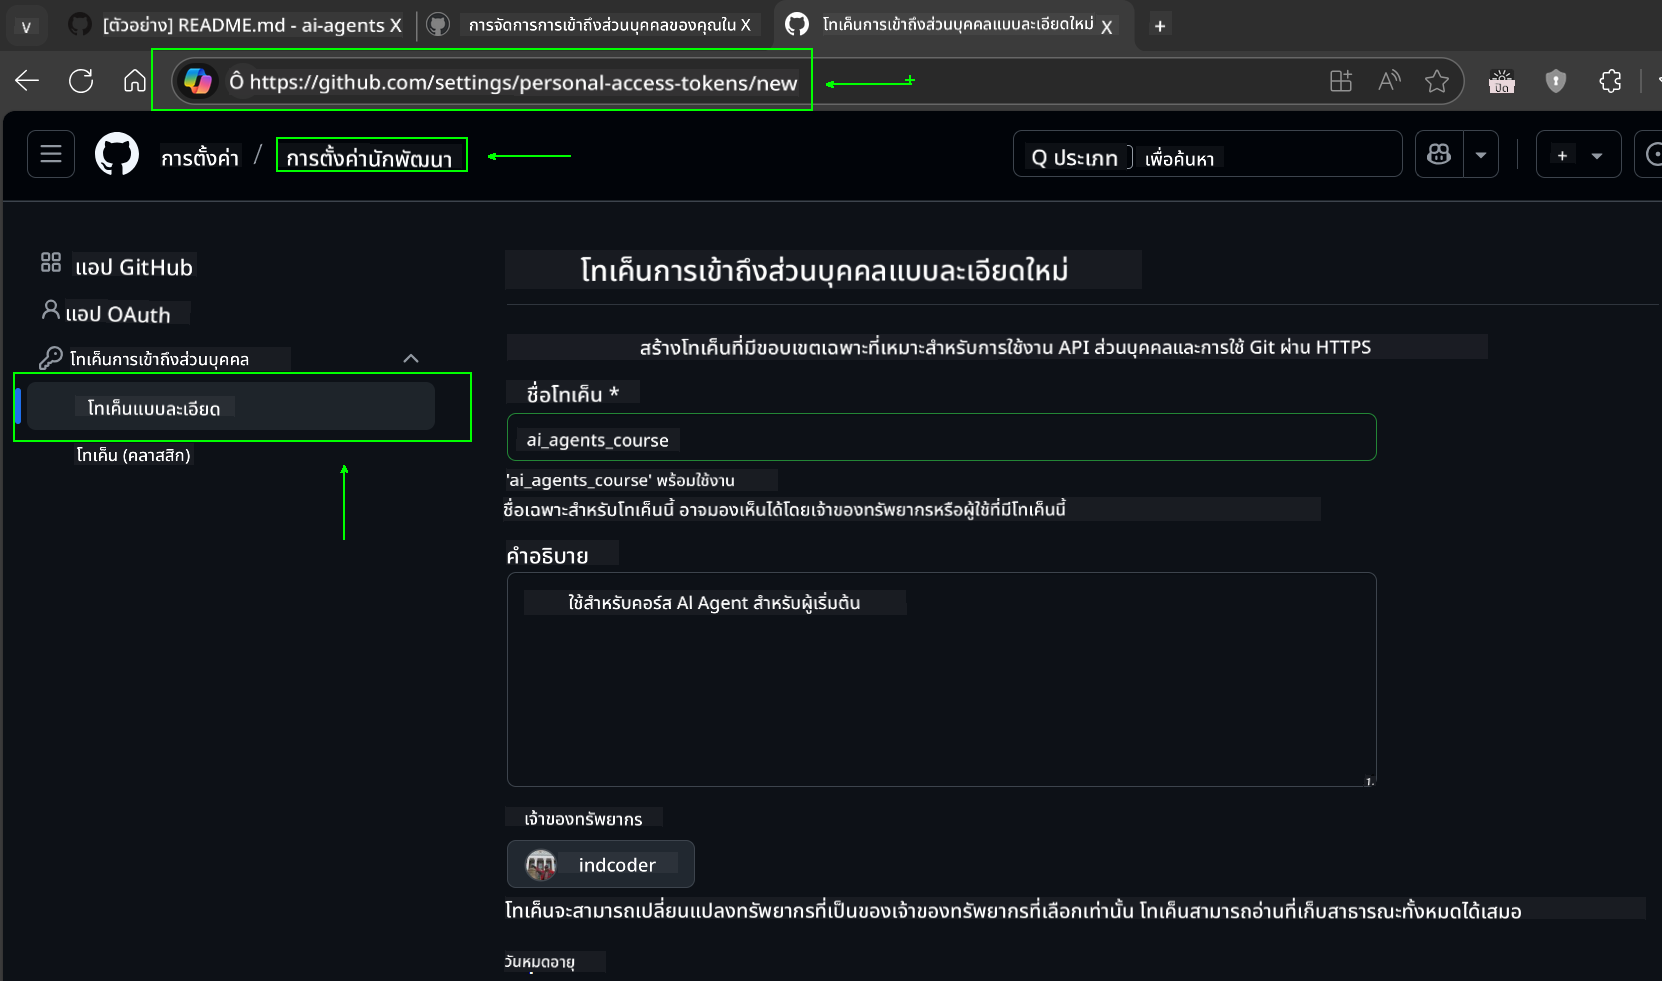 [ตัวอย่าง] README.md - ai-agents X
การจัดการการเข้าถึงส่วนบุคคลของคุณใน X
โทเค็นการเข้าถึงส่วนบุคคลแบบละเอียดใหม่ X
+
Ô https://github.com/settings/personal-access-tokens/new
ปิด
การตั้งค่า / การตั้งค่านักพัฒนา
Q ประเภท เพื่อค้นหา
+
แอป GitHub
แอป OAuth
โทเค็นการเข้าถึงส่วนบุคคล
โทเค็นแบบละเอียด
โทเค็น (คลาสสิก)
โทเค็นการเข้าถึงส่วนบุคคลแบบละเอียดใหม่
สร้างโทเค็นที่มีขอบเขตเฉพาะที่เหมาะสำหรับการใช้งาน API ส่วนบุคคลและการใช้ Git ผ่าน HTTPS
ชื่อโทเค็น *
ai_agents_course
'ai_agents_course' พร้อมใช้งาน
ชื่อเฉพาะสำหรับโทเค็นนี้ อาจมองเห็นได้โดยเจ้าของทรัพยากรหรือผู้ใช้ที่มีโทเค็นนี้
คำอธิบาย
ใช้สำหรับคอร์ส Al Agent สำหรับผู้เริ่มต้น
เจ้าของทรัพยากร
indcoder
โทเค็นจะสามารถเปลี่ยนแปลงทรัพยากรที่เป็นของเจ้าของทรัพยากรที่เลือกเท่านั้น โทเค็นสามารถอ่านที่เก็บสาธารณะทั้งหมดได้เสมอ
วันหมดอายุ